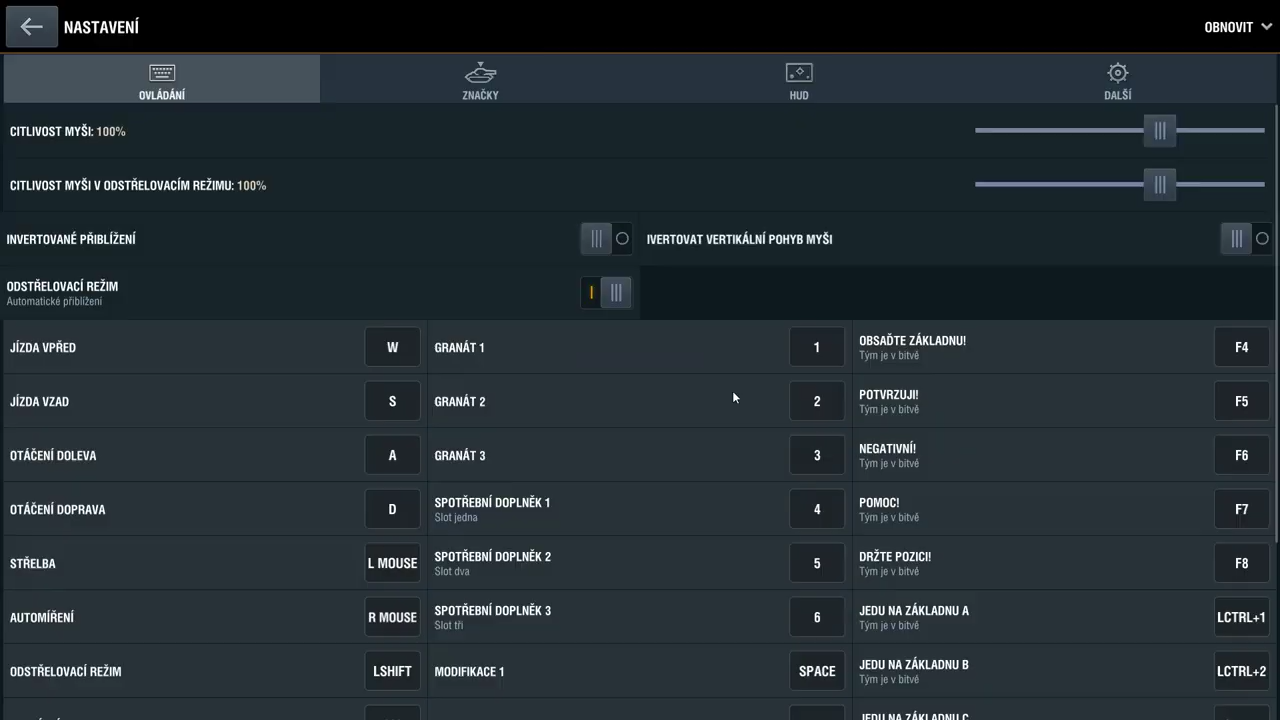 NASTAVENÍ
OBNOVIT
OVLÁDÁNÍ
ZNAČKY
HUD
DALŠÍ
CITLIVOST MYŠI: 100%
CITLIVOST MYŠI V ODSTŘELOVACÍM REŽIMU: 100%
INVERTOVANÉ PŘIBLÍŽENÍ
IVERTOVAT VERTIKÁLNÍ POHYB MYŠI
ODSTŘELOVACÍ REŽIM
Automatické přiblížení
JÍZDA VPŘED
W
GRANÁT 1
1
OBSAĎTE ZÁKLADNU!
Tým je v bitvě
F4
JÍZDA VZAD
S
GRANÁT 2
2
POTVRZUJI!
Tým je v bitvě
F5
OTÁČENÍ DOLEVA
A
GRANÁT 3
3
NEGATIVNÍ!
Tým je v bitvě
F6
OTÁČENÍ DOPRAVA
D
SPOTŘEBNÍ DOPLNĚK 1
Slot jedna
4
POMOC!
Tým je v bitvě
F7
STŘELBA
L MOUSE
SPOTŘEBNÍ DOPLNĚK 2
Slot dva
5
DRŽTE POZICI!
Tým je v bitvě
F8
AUTOMÍŘENÍ
R MOUSE
SPOTŘEBNÍ DOPLNĚK 3
Slot tři
6
JEDU NA ZÁKLADNU A
Tým je v bitvě
LCTRL+1
ODSTŘELOVACÍ REŽIM
LSHIFT
MODIFIKACE 1
SPACE
JEDU NA ZÁKLADNU B
Tým je v bitvě
LCTRL+2
JEDU NA ZÁKLADNU C